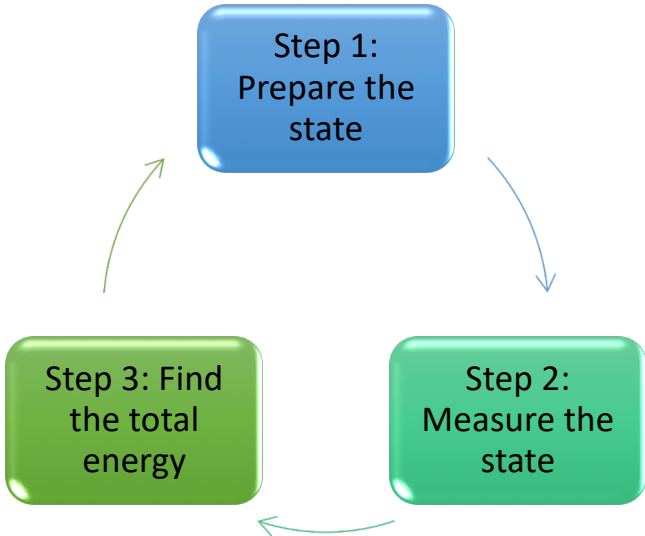 Step 1:
Prepare the
state
Step 2:
Measure the
state
Step 3: Find
the total
energy